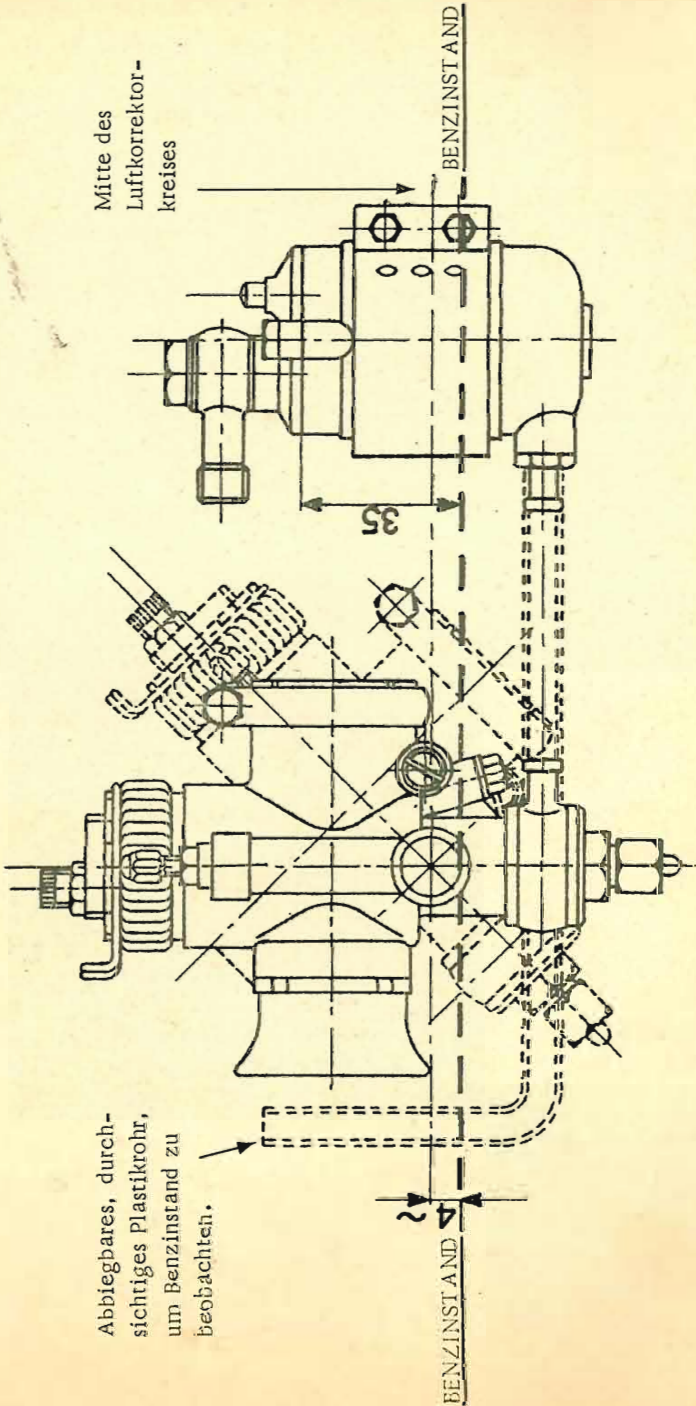 Abbiegbares, durch-
sichtiges Plastikrohr,
um Benzinstand zu
beobachten.
Mitte des
Luftkorrektor-
kreises
35
~ 4
BENZINSTAND
BENZINSTAND